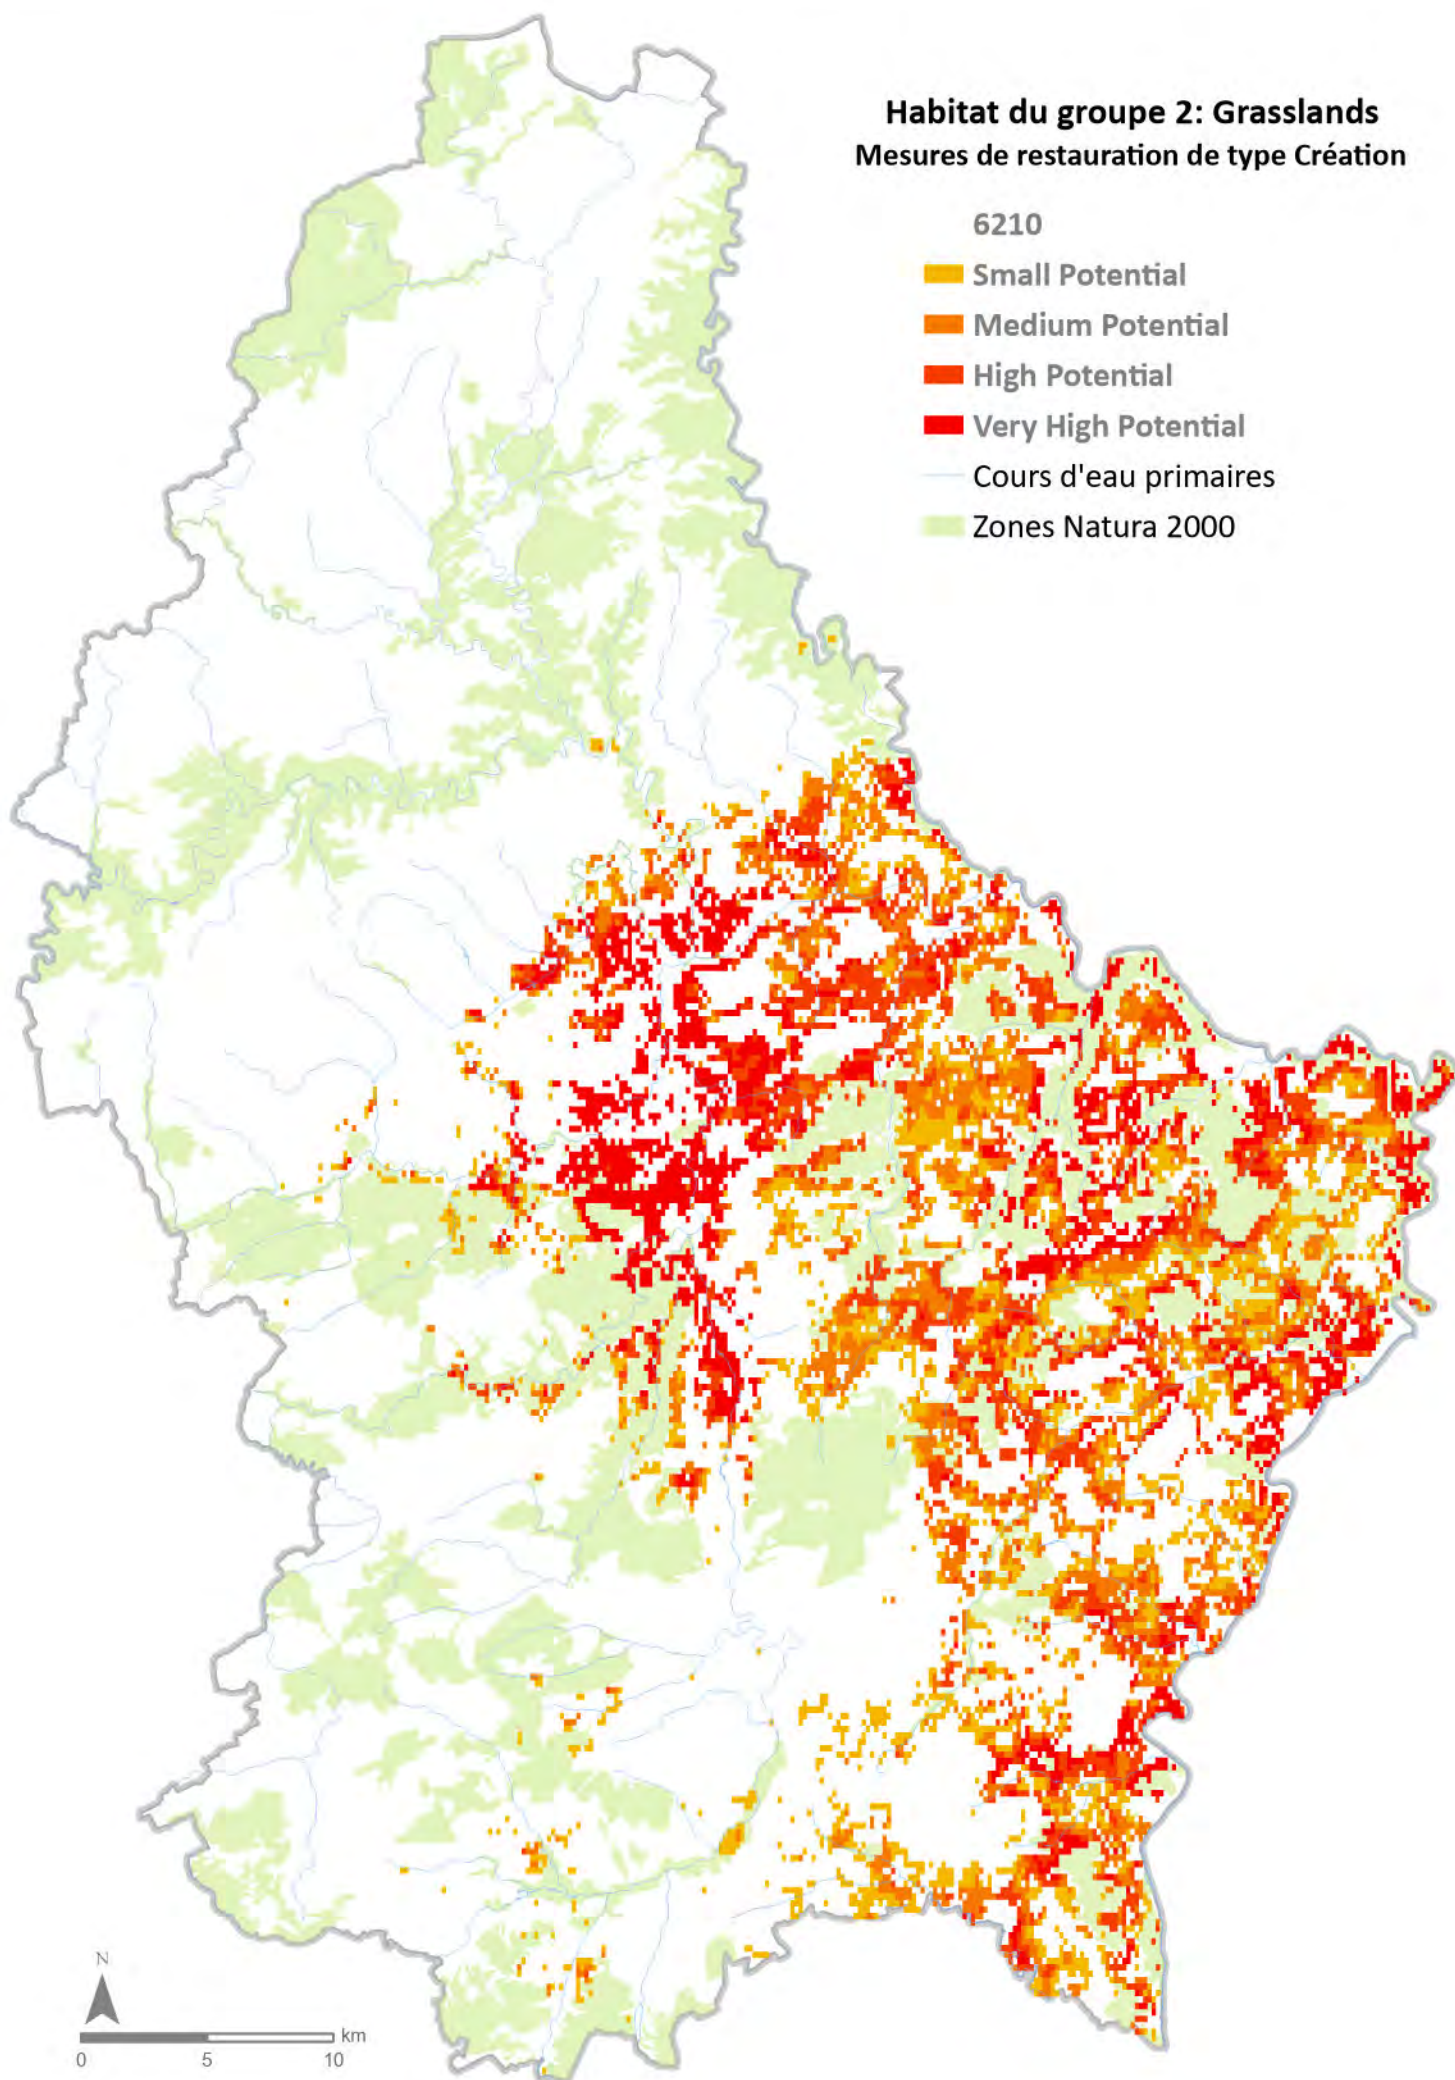 Habitat du groupe 2: Grasslands
Mesures de restauration de type Création
6210
Small Potential
Medium Potential
High Potential
Very High Potential
Cours d'eau primaires
Zones Natura 2000
N
km
0 5 10